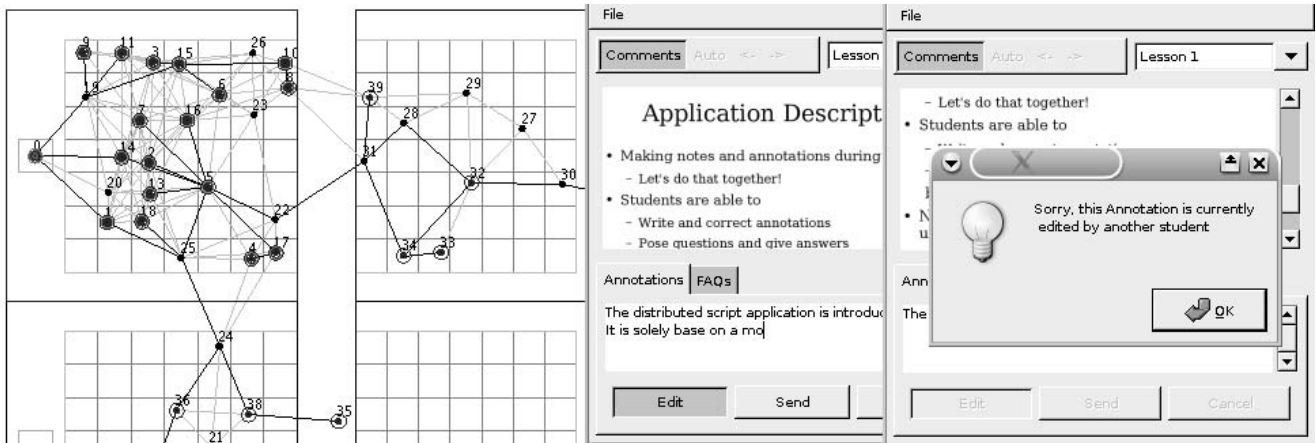 9
11
3
15
26
10
8
19
6
7
16
23
0
14
2
13
5
20
1
18
22
25
4
17
24
36
38
35
21
39
28
29
27
31
32
30
34
33
File
Comments Auto <- ->
Lesson
Application Descript
• Making notes and annotations during
– Let's do that together!
• Students are able to
– Write and correct annotations
– Pose questions and give answers
Annotations FAQs
The distributed script application is introduc
It is solely base on a mo
Edit Send
File
Comments Auto <- ->
Lesson 1
– Let's do that together!
• Students are able to
Sorry, this Annotation is currently
edited by another student
OK
Ann
The
Edit Send Cancel